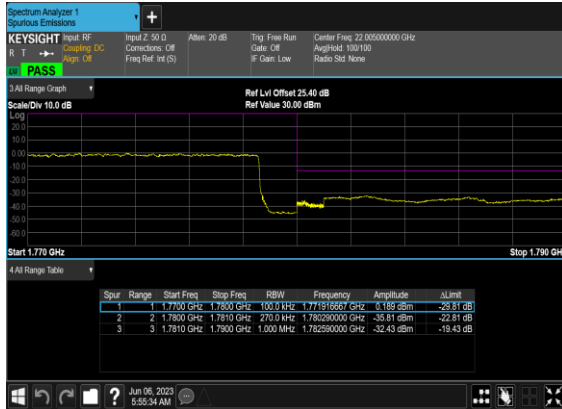 Spectrum Analyzer 1
Spurious Emissions
+
KEYSIGHT Input: RF Input Z: 50 Ω Atten: 20 dB Trig: Free Run Center Freq: 22.005000000 GHz
R T Coupling: DC Corrections: Off Gate: Off Avg|Hold: 100/100
Align: Off Freq Ref: Int (S) IF Gain: Low Radio Std: None
PASS
3 All Range Graph
Ref Lvl Offset 25.40 dB
Scale/Div 10.0 dB Ref Value 30.00 dBm
Log
20.0
10.0
0.00
-10.0
-20.0
-30.0
-40.0
-50.0
-60.0
Start 1.770 GHz Stop 1.790 GH
4 All Range Table
Spur Range Start Freq Stop Freq RBW Frequency Amplitude ΔLimit
1 1 1.7700 GHz 1.7800 GHz 100.0 kHz 1.771916667 GHz 0.189 dBm -29.81 dB
2 2 1.7800 GHz 1.7810 GHz 270.0 kHz 1.780290000 GHz -35.81 dBm -22.81 dB
3 3 1.7810 GHz 1.7900 GHz 1.000 MHz 1.782590000 GHz -32.43 dBm -19.43 dB
? Jun 06, 2023
5:55:34 AM